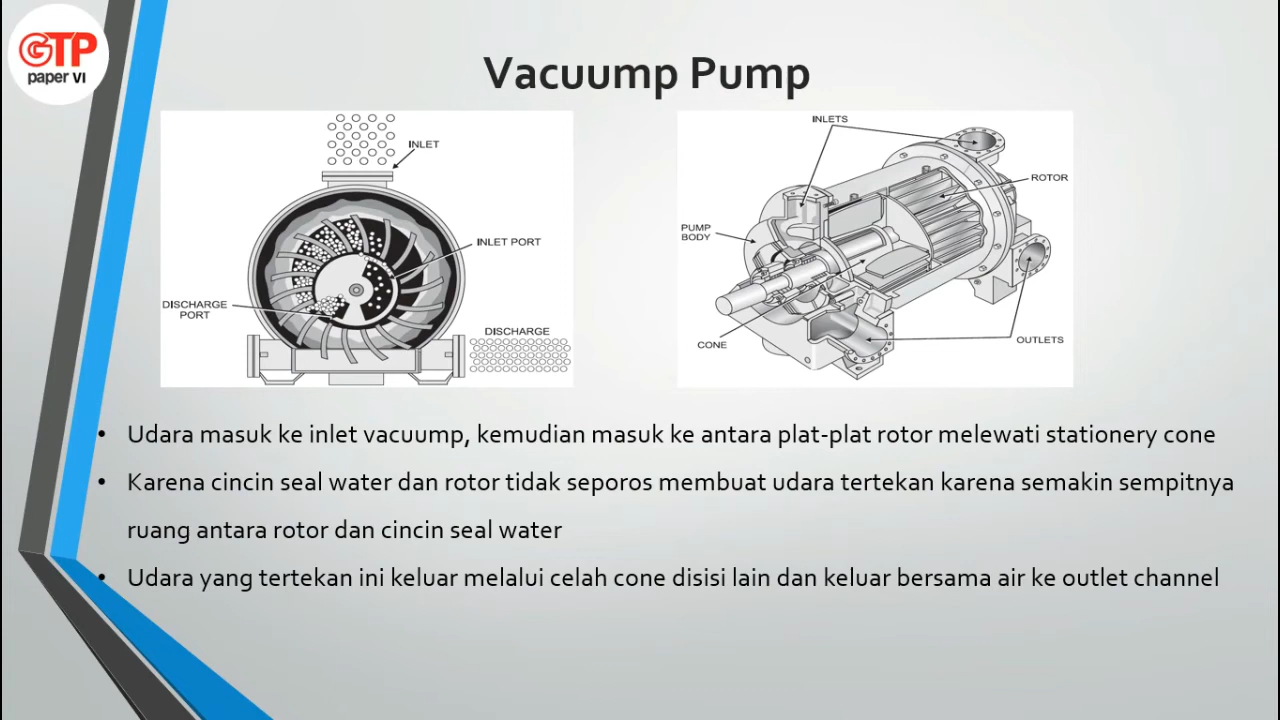 GTP
paper VI
Vacuump Pump
INLET
INLET PORT
DISCHARGE
PORT
DISCHARGE
INLETS
ROTOR
PUMP
BODY
CONE
OUTLETS
• Udara masuk ke inlet vacuump, kemudian masuk ke antara plat-plat rotor melewati stationery cone
• Karena cincin seal water dan rotor tidak seporos membuat udara tertekan karena semakin sempitnya
ruang antara rotor dan cincin seal water
• Udara yang tertekan ini keluar melalui celah cone disisi lain dan keluar bersama air ke outlet channel